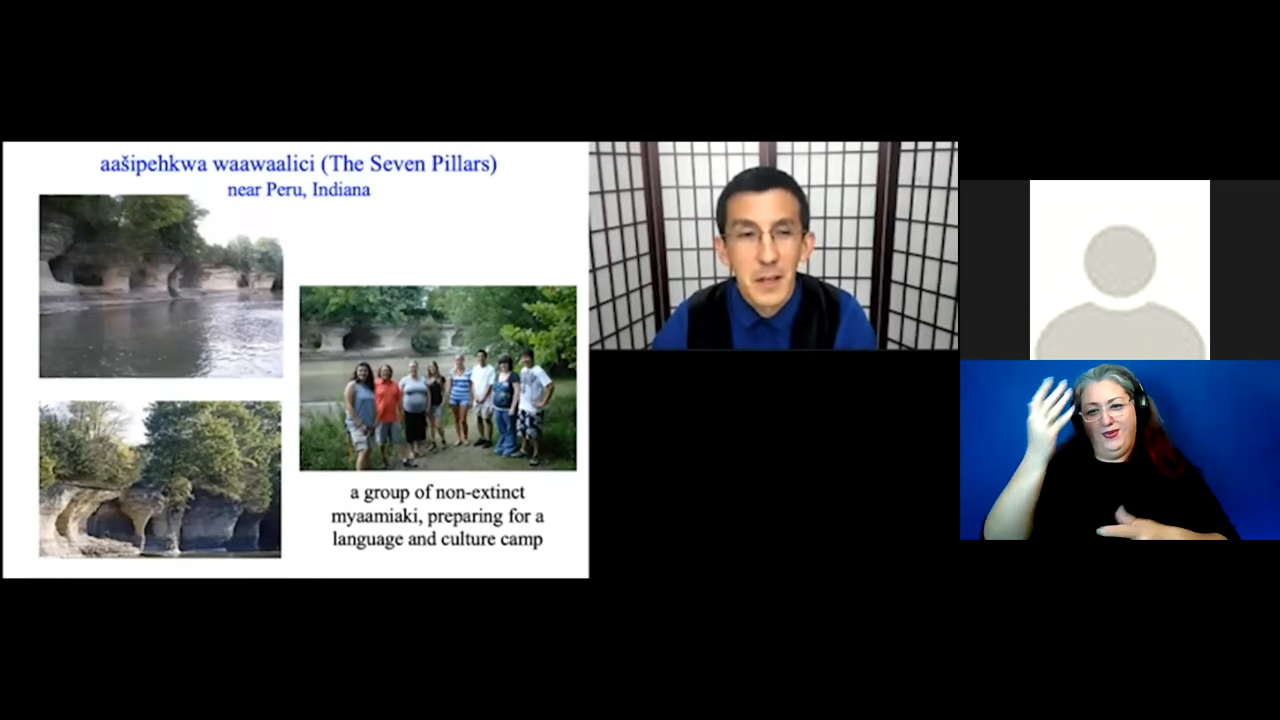 aašipehkwa waawaalici (The Seven Pillars)
near Peru, Indiana
a group of non-extinct
myaamiaki, preparing for a
language and culture camp